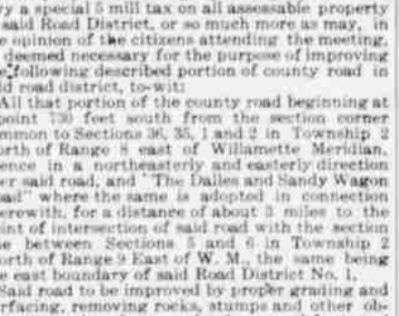 ry a special 5 mill tax on all assessable property
said Road District, or so much more as may, in
e opinion of the citizens attending the meeting,
deemed necessary for the purpose of improving
e following described portion of county road in
id road district, to-wit:
All that portion of the county road beginning at
point 730 feet south from the section corner
mmon to Sections 36, 35, 1 and 2 in Township 2
orth of Range 8 east of Willamette Meridian,
ence in a northeasterly and easterly direction
er said road, and "The Dalles and Sandy Wagon
oad" where the same is adopted in connection
erewith, for a distance of about 3 miles to the
int of intersection of said road with the section
ne between Sections 5 and 6 in Township 2
orth of Range 9 East of W. M., the same being
e east boundary of said Road District No. 1,
Said road to be improved by proper grading and
rfacing, removing rocks, stumps and other ob-